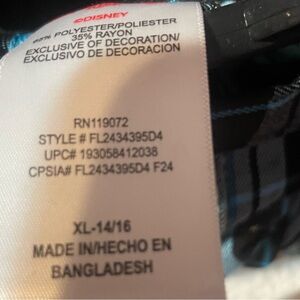 ©DISNEY
65% POLYESTER/POLIESTER
35% RAYON
EXCLUSIVE OF DECORATION/
EXCLUSIVO DE DECORACION
RN119072
STYLE # FL2434395D4
UPC# 193058412038
CPSIA# FL2434395D4 F24
XL-14/16
MADE IN/HECHO EN
BANGLADESH